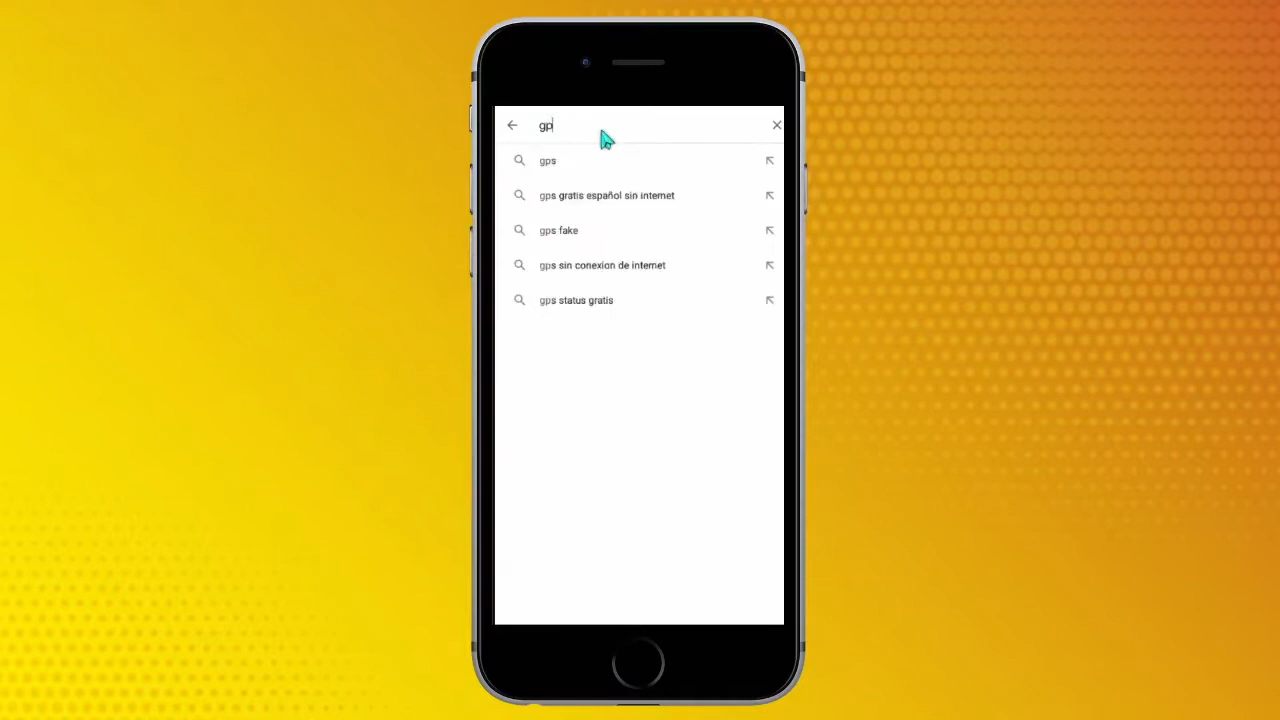 gp
gps
gps gratis español sin internet
gps fake
gps sin conexion de internet
gps status gratis